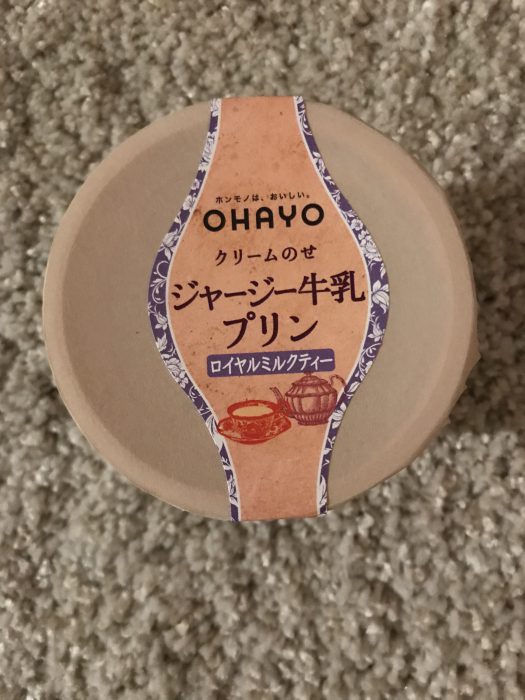 ホンモノは、おいしい。
OHAYO
クリームのせ
ジャージー牛乳
プリン
ロイヤルミルクティー